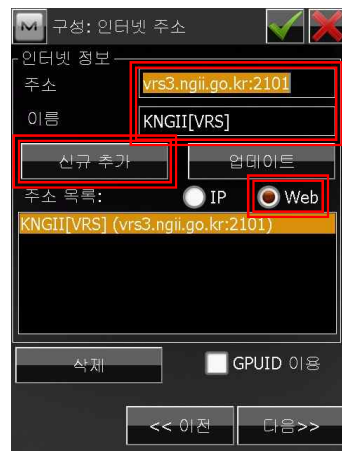 M 구성: 인터넷 주소
인터넷 정보
주소 vrs3.ngii.go.kr:2101
이름 KNGII[VRS]
신규 추가 업데이트
주소 목록: IP Web
KNGII[VRS] (vrs3.ngii.go.kr:2101)
삭제 GPUID 이용
<< 이전 다음>>